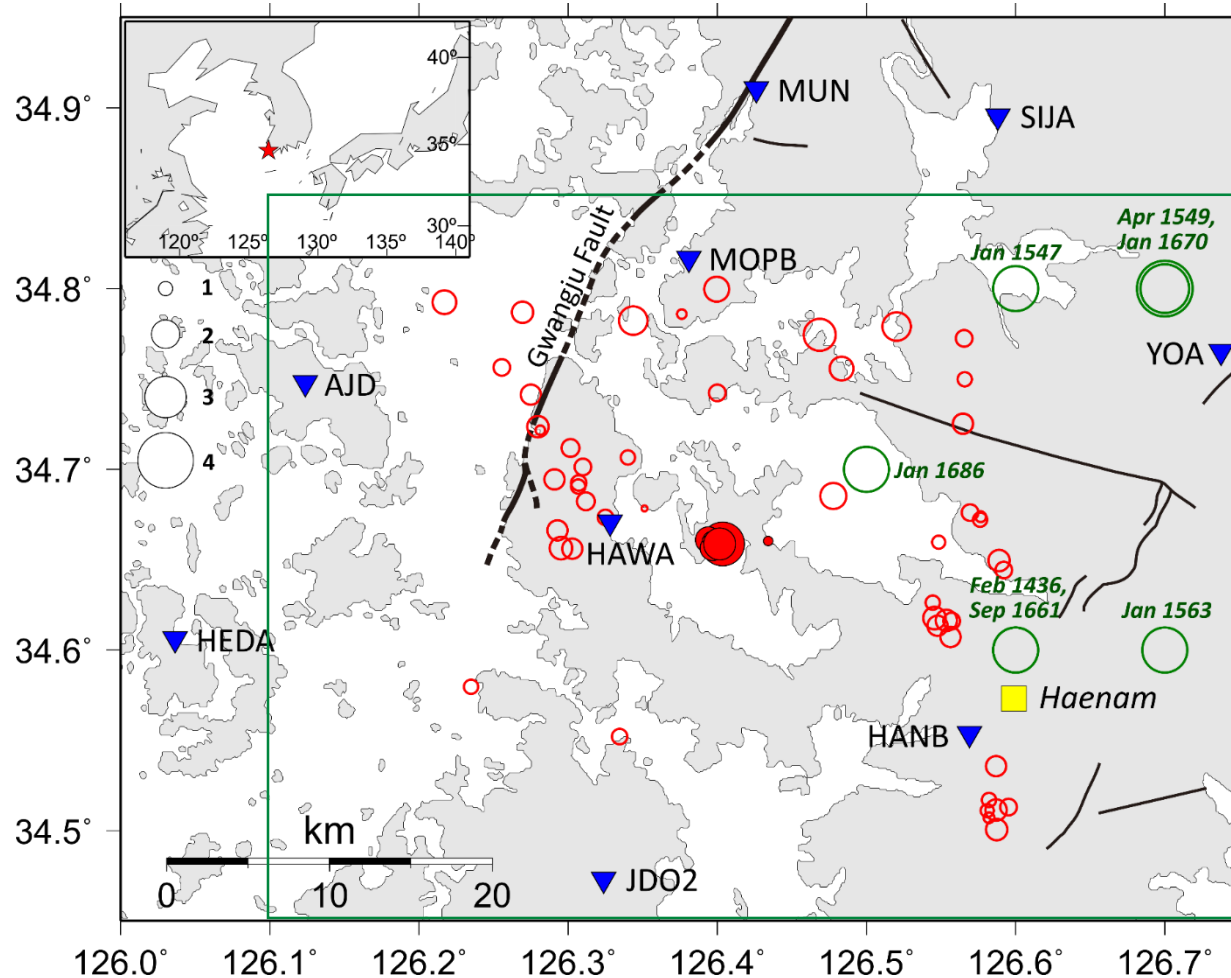 40°
35°
30°
120° 125° 130° 135° 140°
34.9°
34.8°
34.7°
34.6°
34.5°
MUN
SIJA
Gwangju Fault
MOPB
Jan 1547
Apr 1549,
Jan 1670
1
2
3
4
AJD
YOA
Jan 1686
HAWA
HEDA
Feb 1436,
Sep 1661
Jan 1563
Haenam
HANB
km
0 10 20
JDO2
126.0° 126.1° 126.2° 126.3° 126.4° 126.5° 126.6° 126.7°